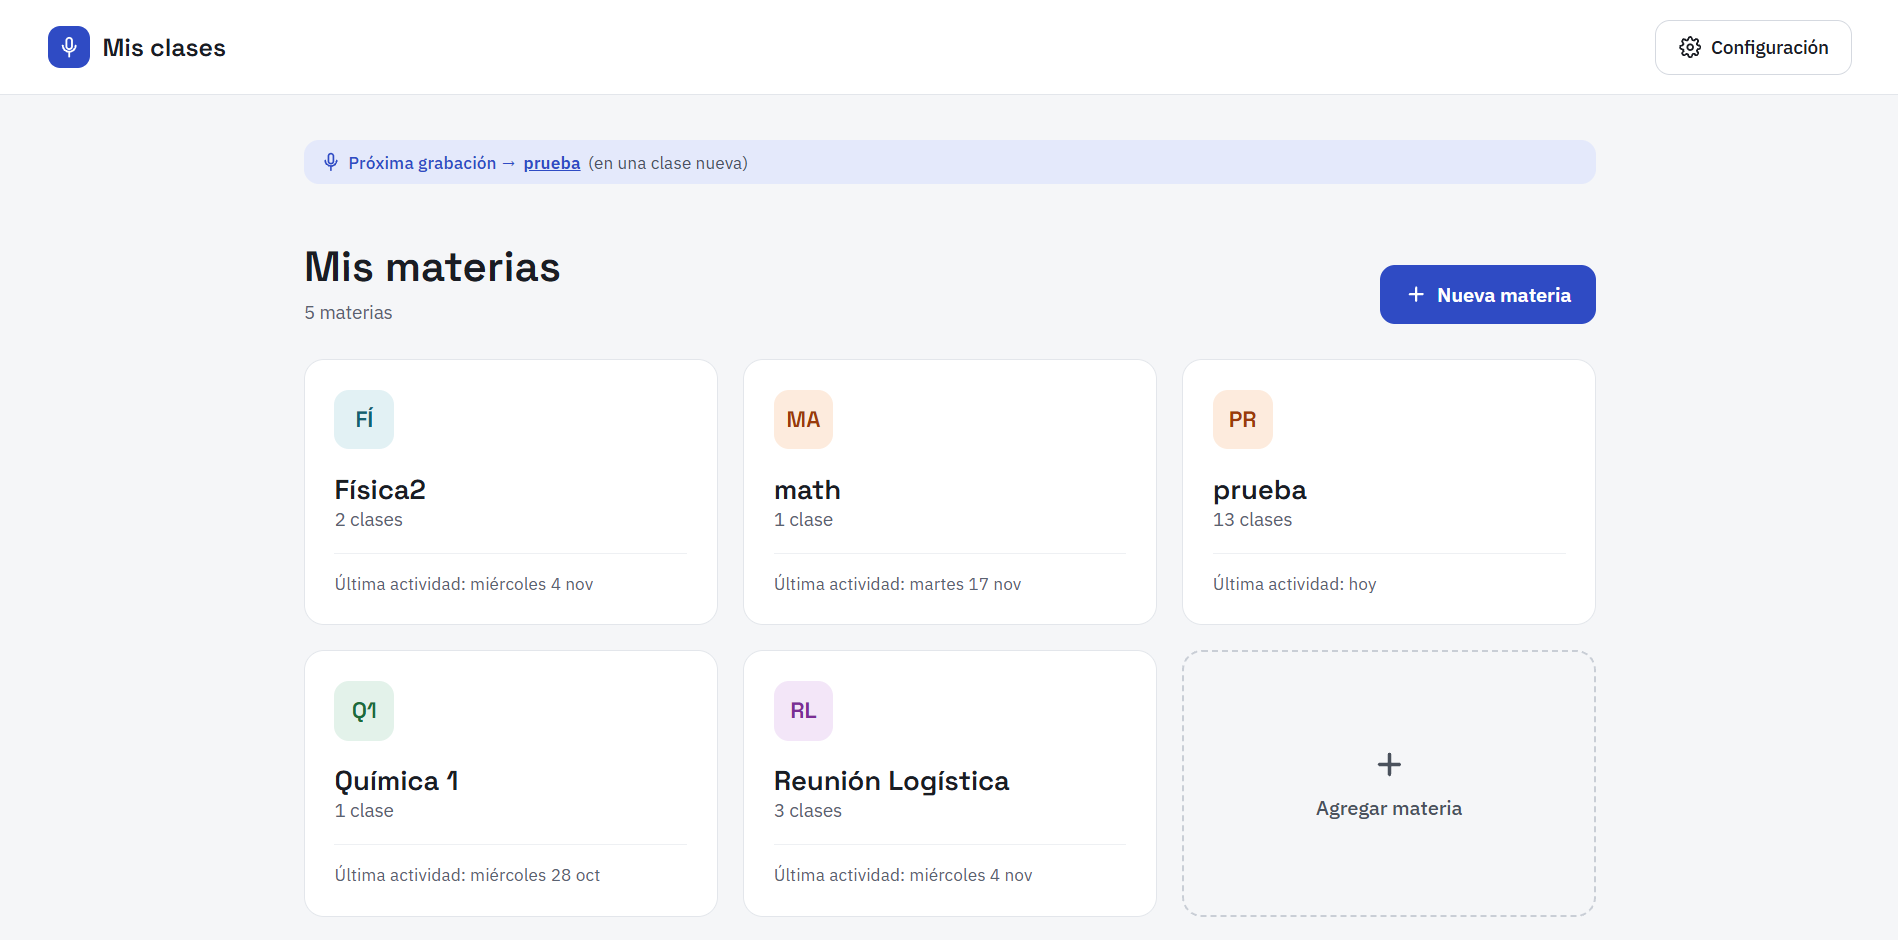 Mis clases
Configuración
Próxima grabación → prueba (en una clase nueva)
Mis materias
5 materias
+ Nueva materia
FÍ
Física2
2 clases
Última actividad: miércoles 4 nov
MA
math
1 clase
Última actividad: martes 17 nov
PR
prueba
13 clases
Última actividad: hoy
Q1
Química 1
1 clase
Última actividad: miércoles 28 oct
RL
Reunión Logística
3 clases
Última actividad: miércoles 4 nov
+
Agregar materia